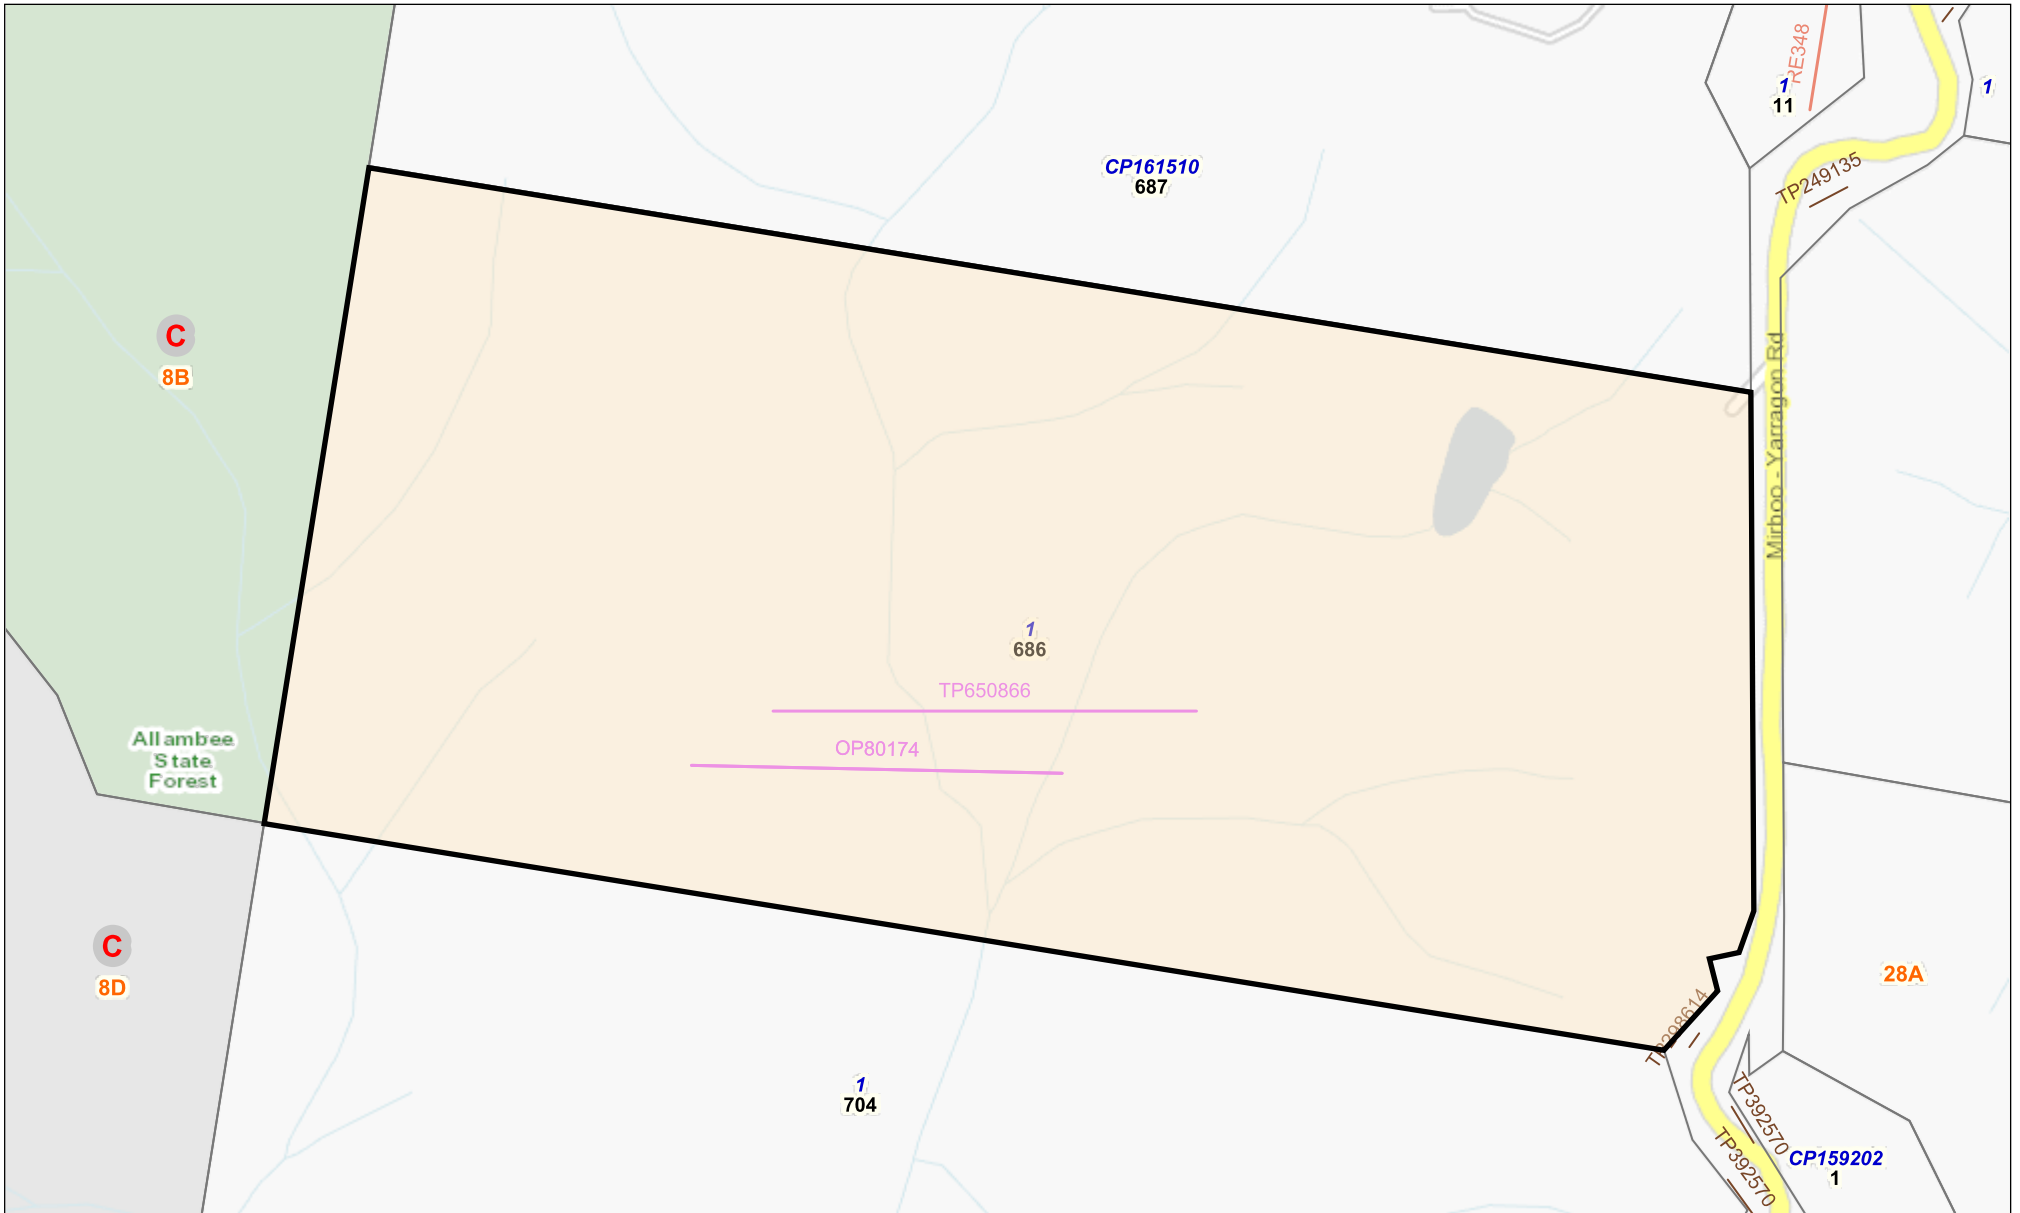 RE348
1
11
1
TP249135
CP161510
687
C
8B
Mirboo - Yarragon Rd
1
686
TP650866
OP80174
Allambee
State
Forest
C
8D
28A
TP298614
1
704
TP392570
TP392570
CP159202
1